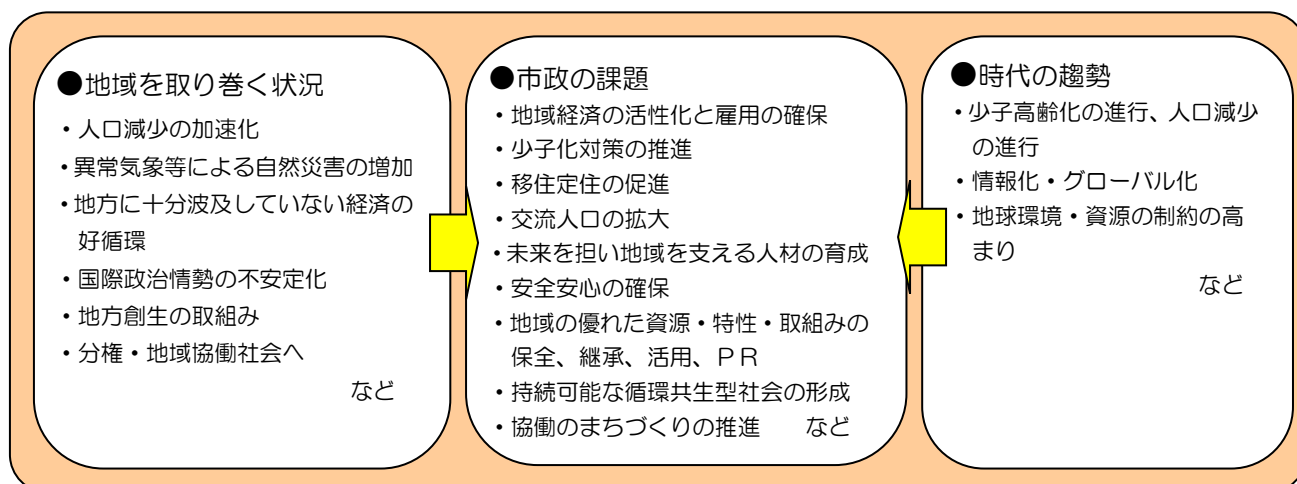 ●地域を取り巻く状況
・人口減少の加速化
・異常気象等による自然災害の増加
・地方に十分波及していない経済の
好循環
・国際政治情勢の不安定化
・地方創生の取組み
・分権・地域協働社会へ
など
●市政の課題
・地域経済の活性化と雇用の確保
・少子化対策の推進
・移住定住の促進
・交流人口の拡大
・未来を担い地域を支える人材の育成
・安全安心の確保
・地域の優れた資源・特性・取組みの
保全、継承、活用、ＰＲ
・持続可能な循環共生型社会の形成
・協働のまちづくりの推進　　など
●時代の趨勢
・少子高齢化の進行、人口減少
の進行
・情報化・グローバル化
・地球環境・資源の制約の高
まり
など